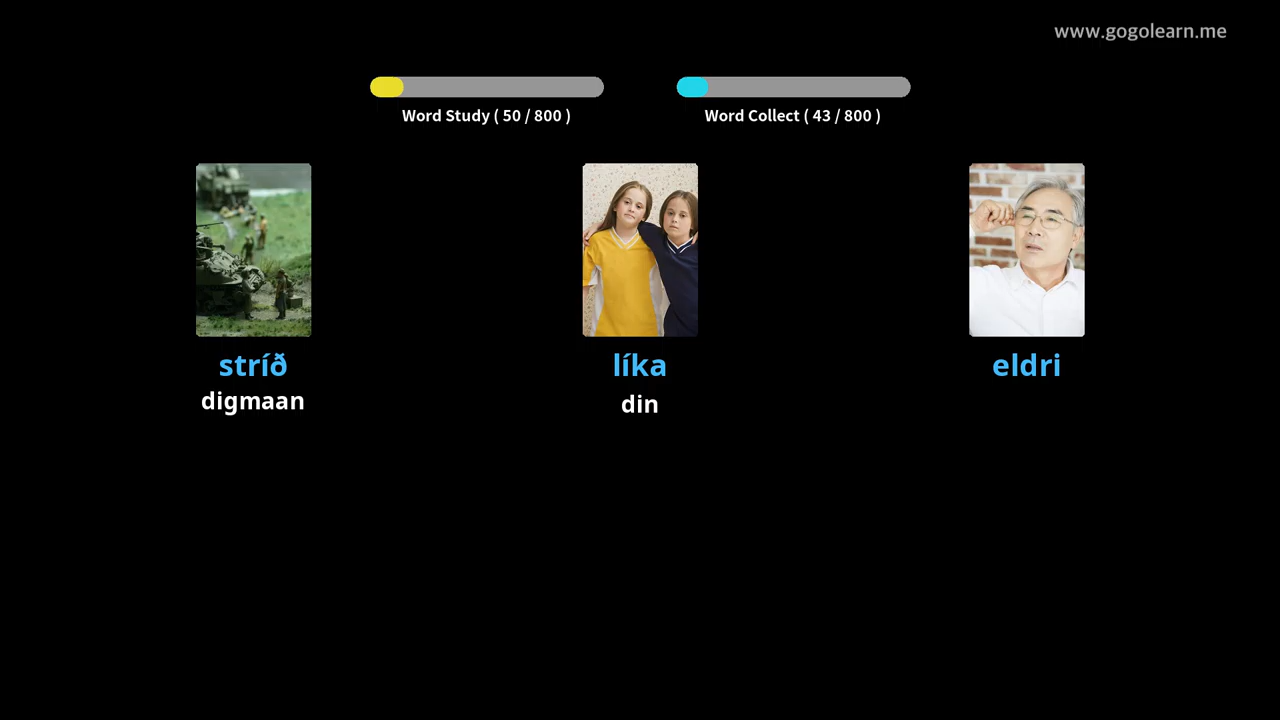 www.gogolearn.me
Word Study ( 50 / 800 )
Word Collect ( 43 / 800 )
stríð
digmaan
líka
din
eldri